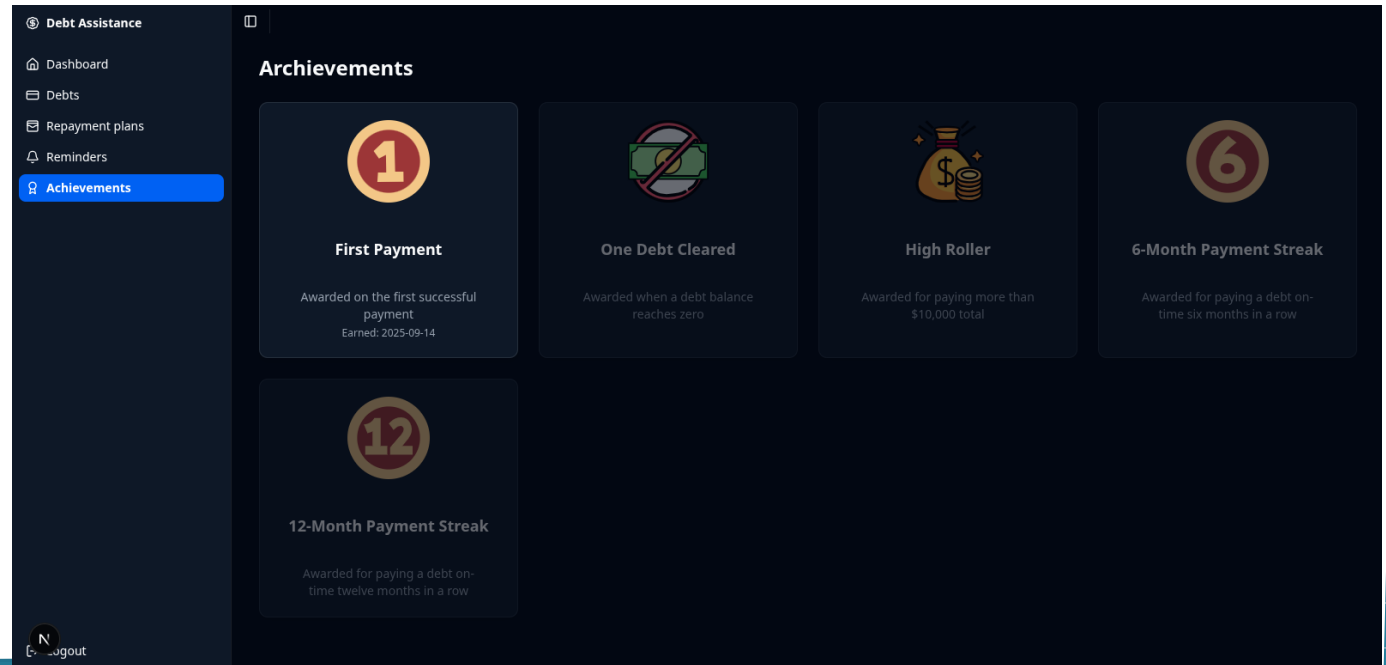 Debt Assistance
Dashboard
Debts
Repayment plans
Reminders
Achievements
N
Logout
Archievements
1
First Payment
Awarded on the first successful
payment
Earned: 2025-09-14
$
One Debt Cleared
Awarded when a debt balance
reaches zero
$
High Roller
Awarded for paying more than
$10,000 total
6
6-Month Payment Streak
Awarded for paying a debt on-
time six months in a row
12
12-Month Payment Streak
Awarded for paying a debt on-
time twelve months in a row